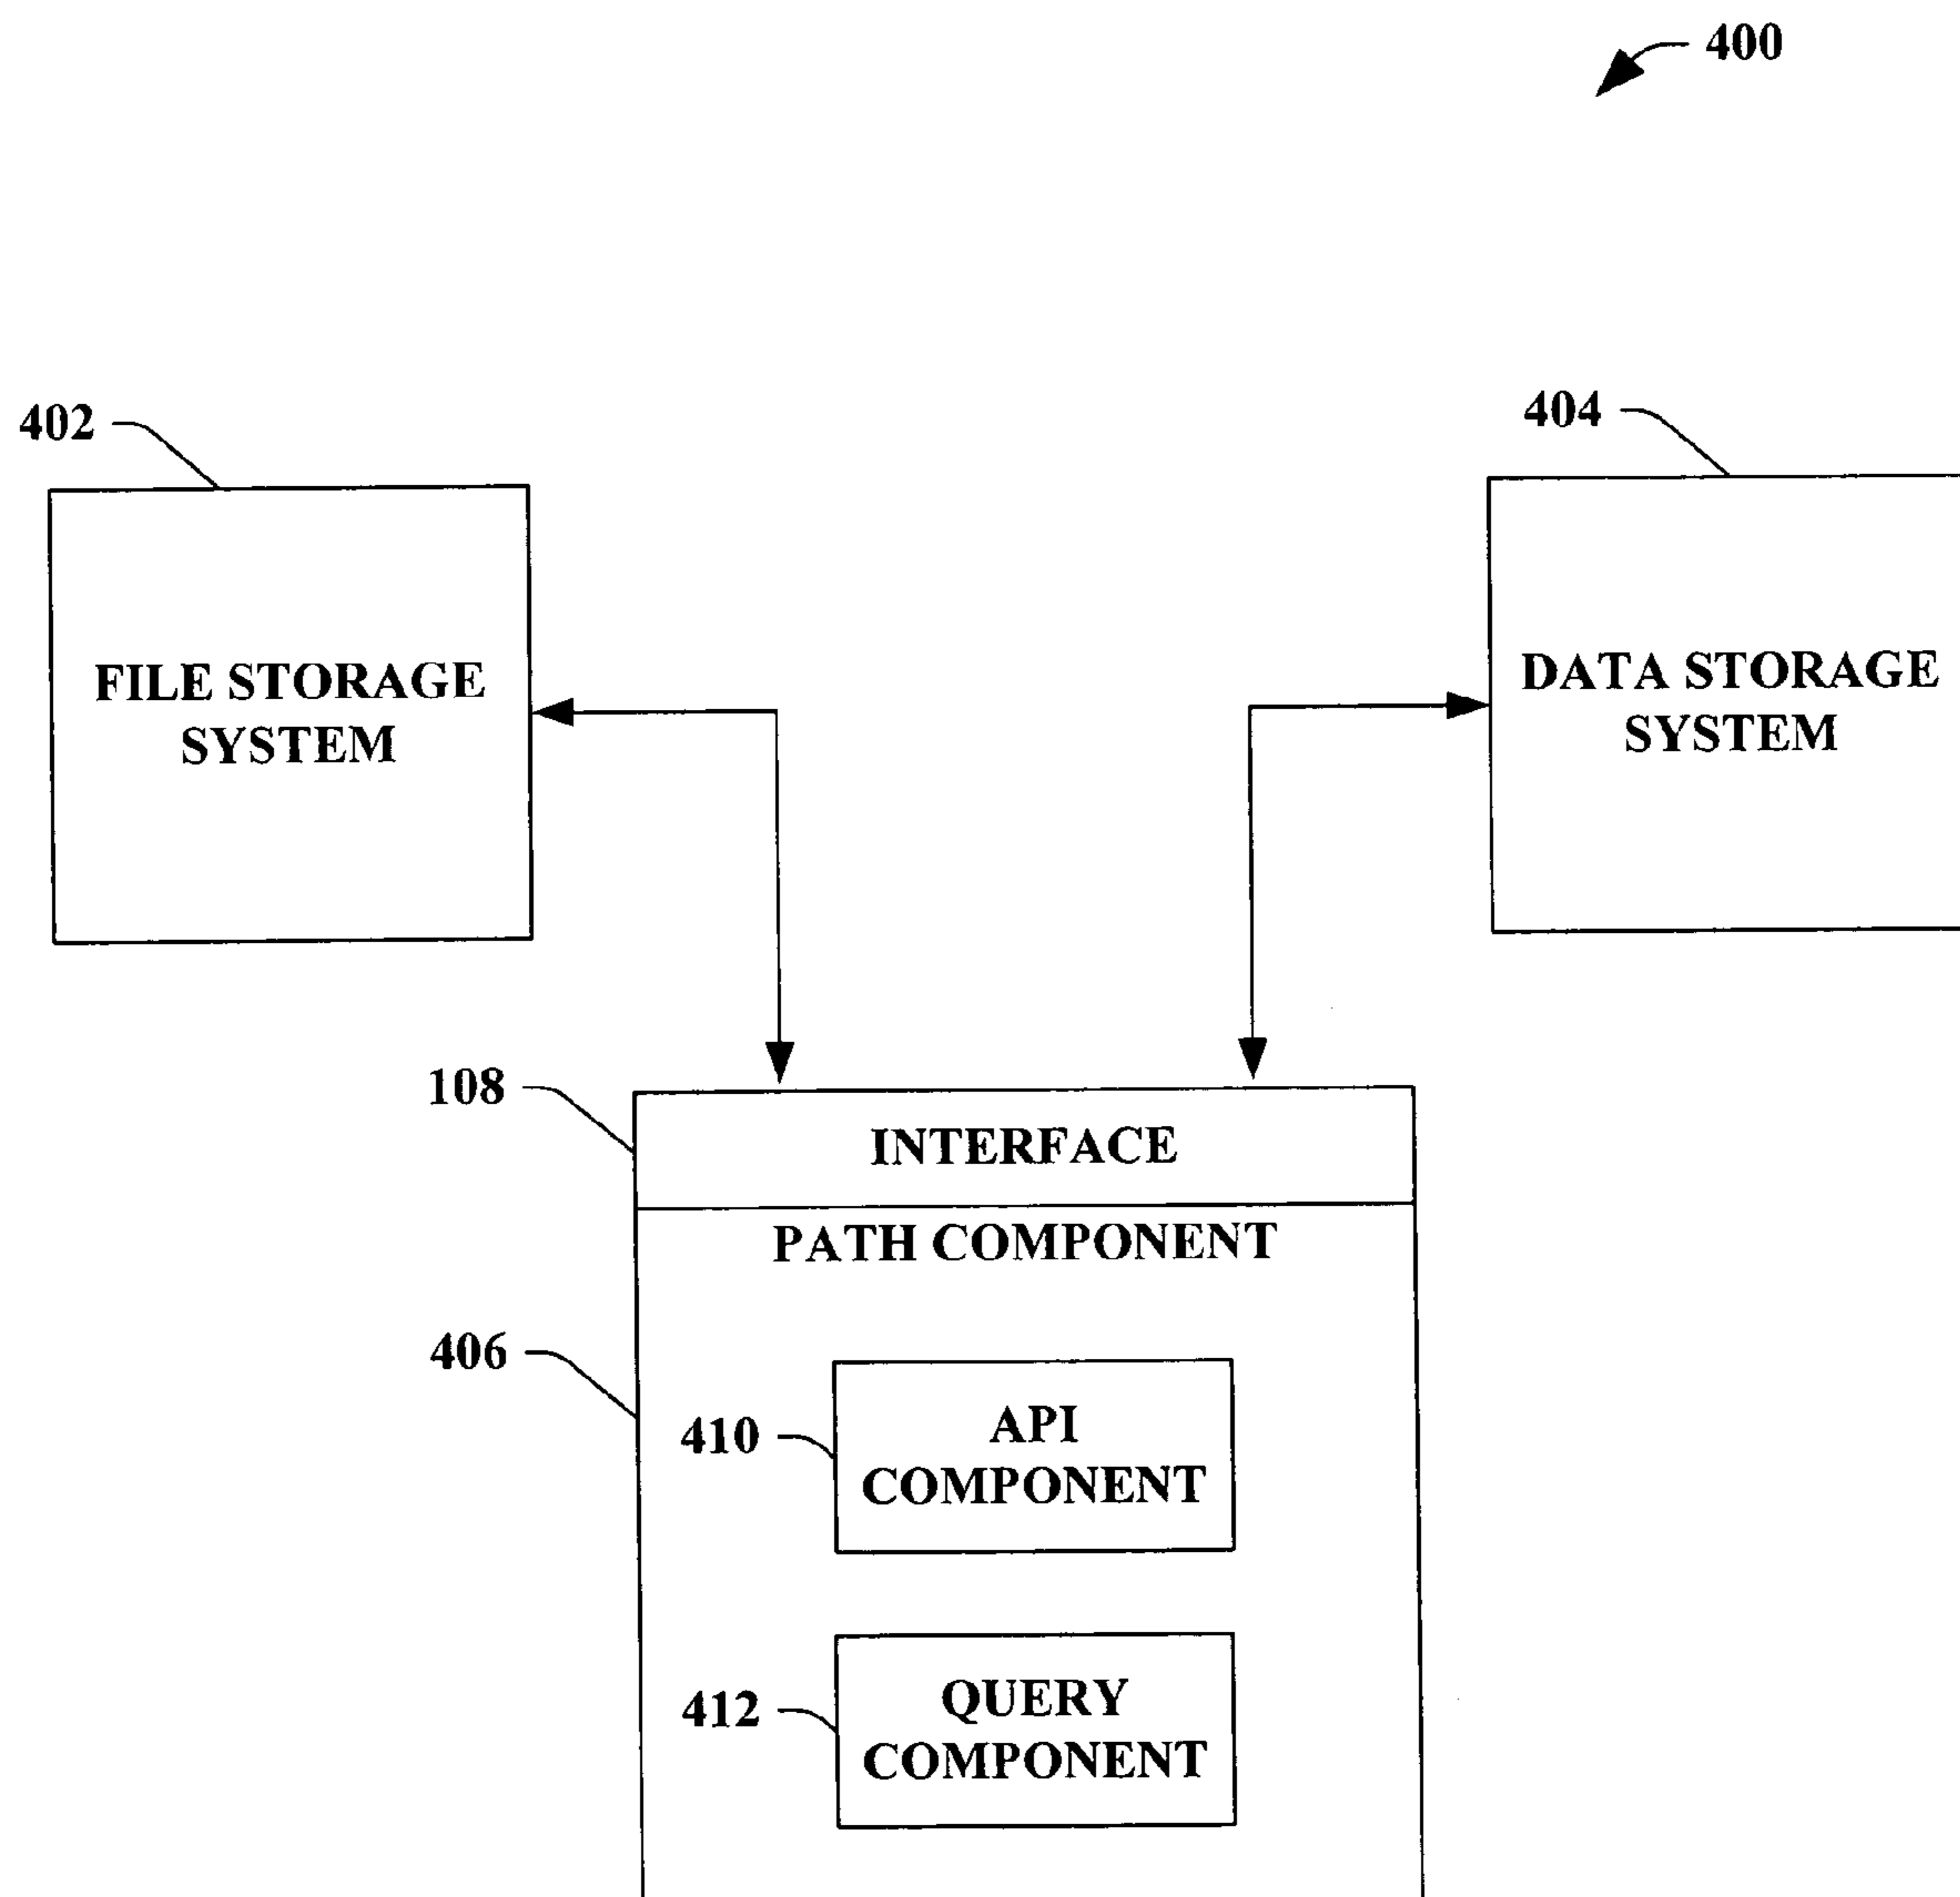 400
402
404
FILE STORAGE
SYSTEM
DATA STORAGE
SYSTEM
108
INTERFACE
PATH COMPONENT
406
410
API
COMPONENT
412
QUERY
COMPONENT